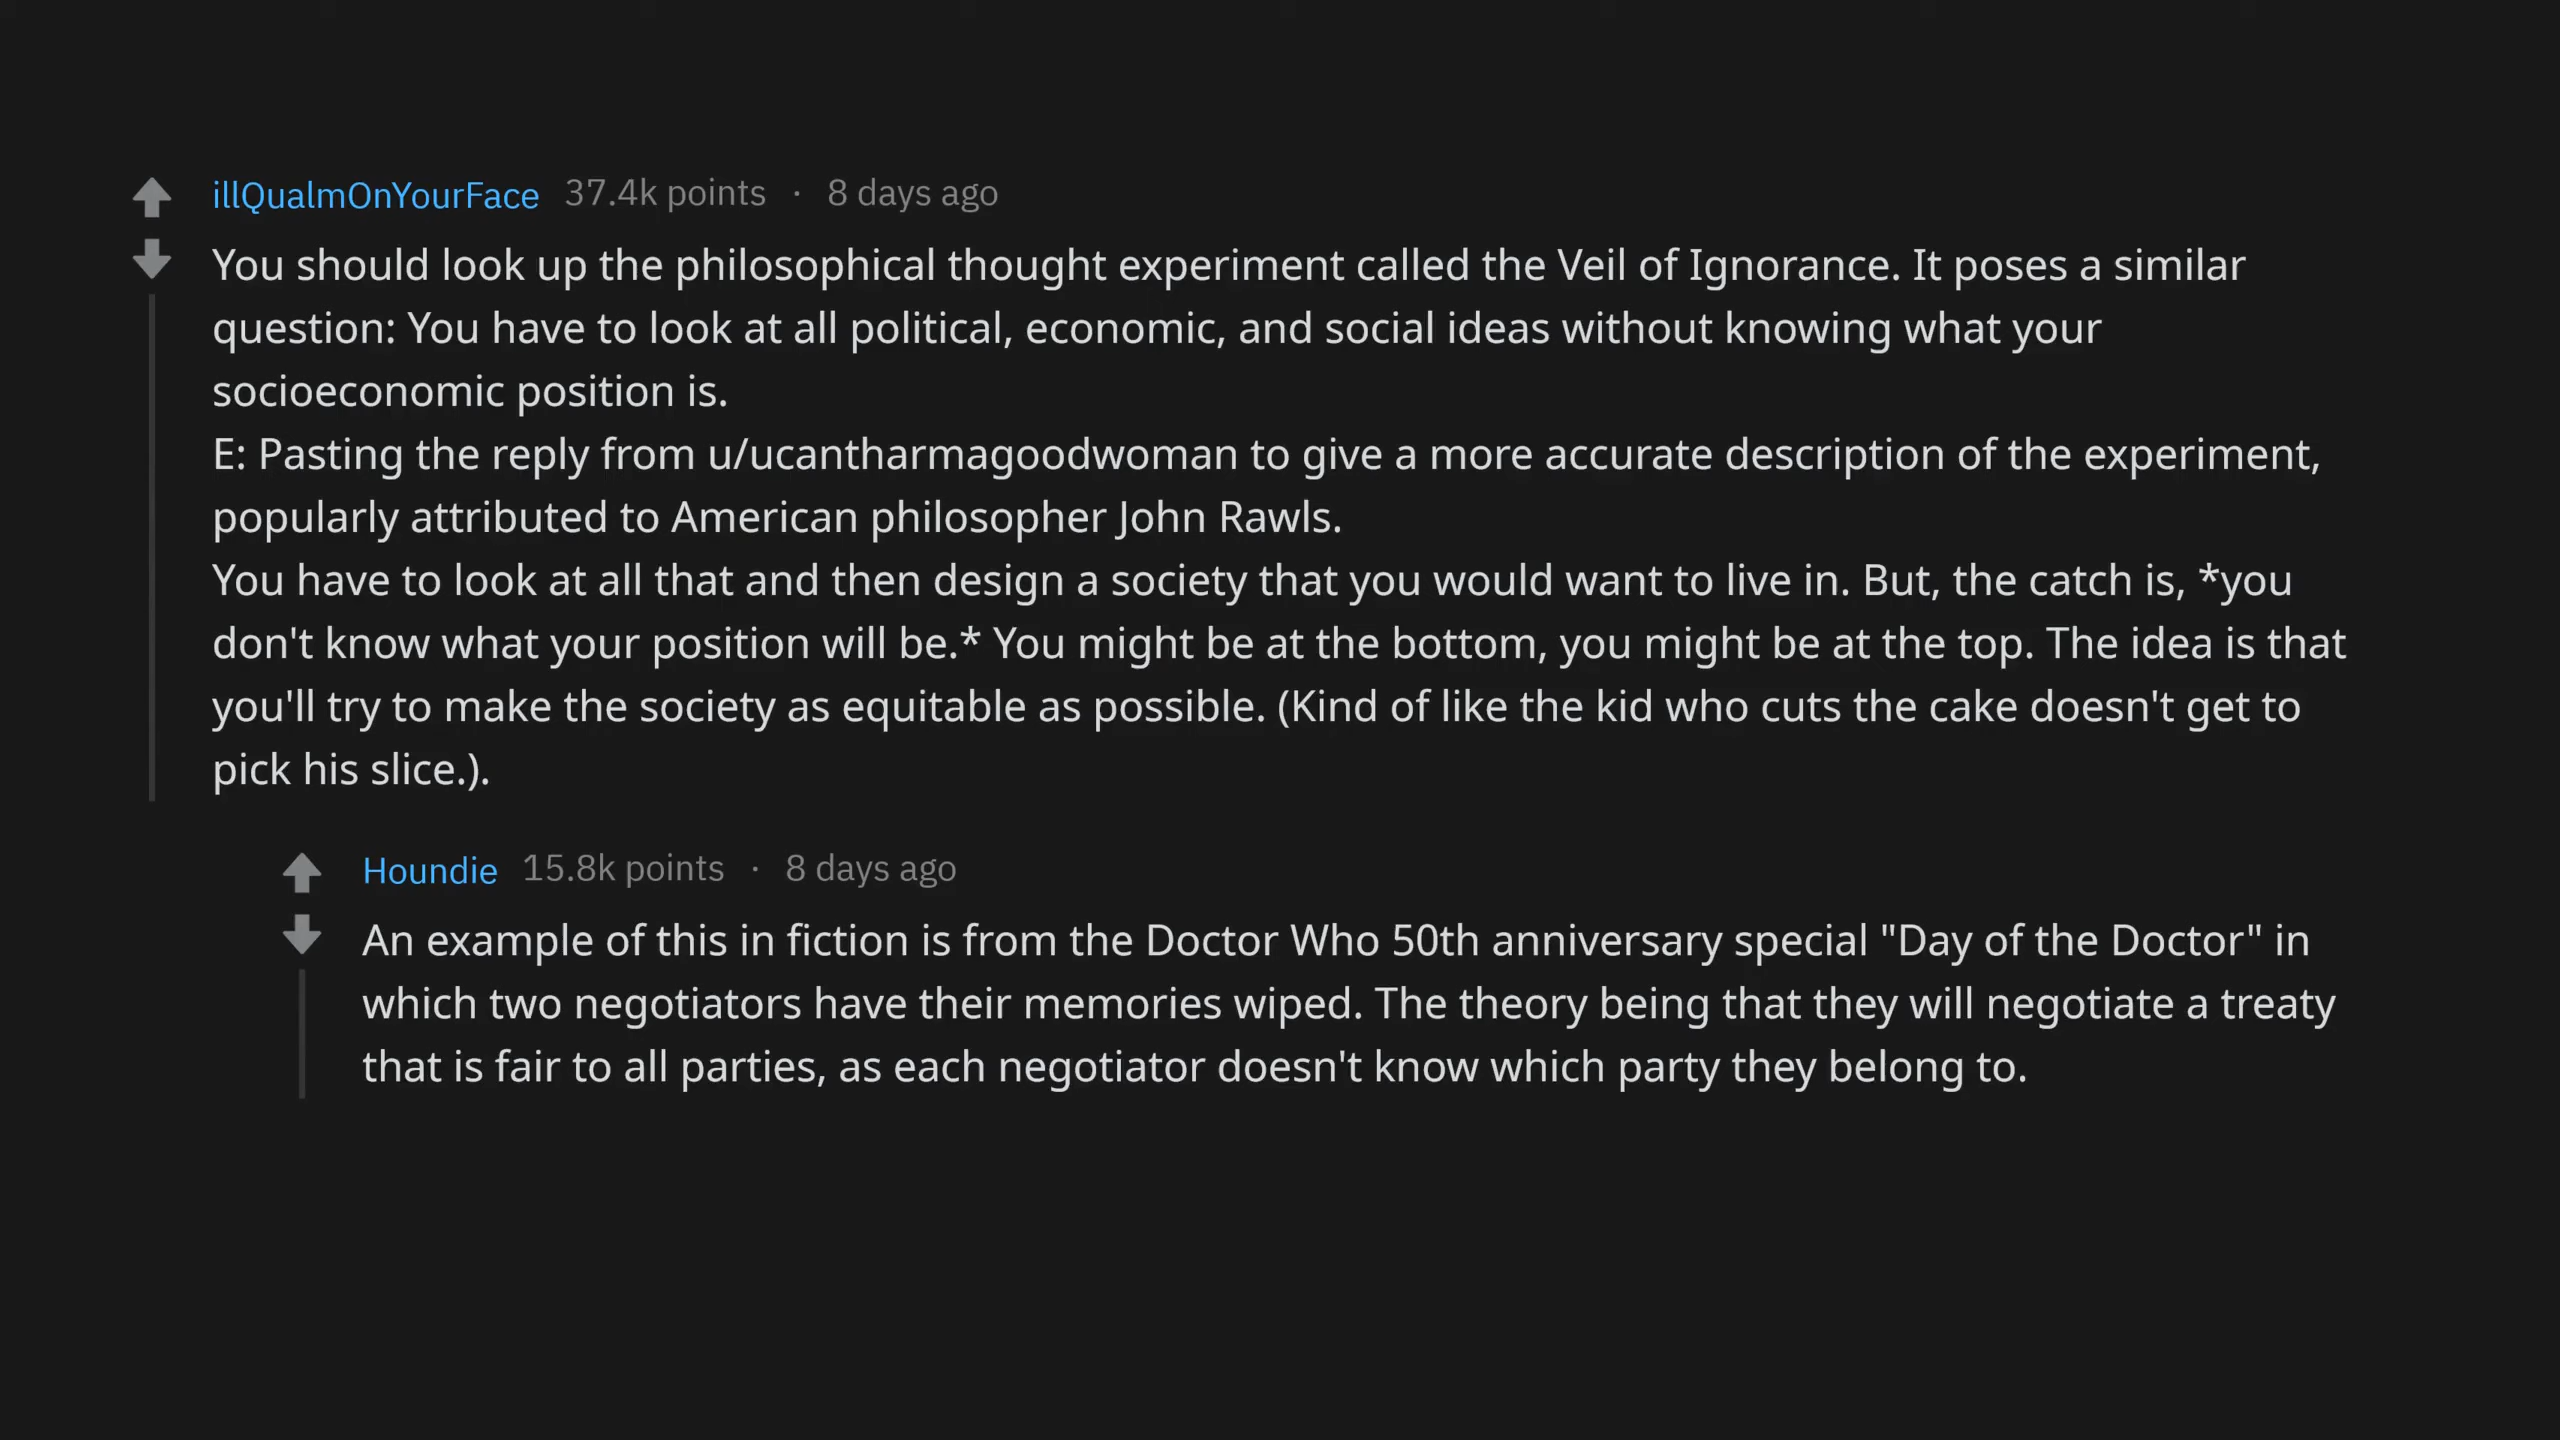 illQualmOnYourFace 37.4k points · 8 days ago
You should look up the philosophical thought experiment called the Veil of Ignorance. It poses a similar
question: You have to look at all political, economic, and social ideas without knowing what your
socioeconomic position is.
E: Pasting the reply from u/ucantharmagoodwoman to give a more accurate description of the experiment,
popularly attributed to American philosopher John Rawls.
You have to look at all that and then design a society that you would want to live in. But, the catch is, *you
don't know what your position will be.* You might be at the bottom, you might be at the top. The idea is that
you'll try to make the society as equitable as possible. (Kind of like the kid who cuts the cake doesn't get to
pick his slice.).
Houndie 15.8k points · 8 days ago
An example of this in fiction is from the Doctor Who 50th anniversary special "Day of the Doctor" in
which two negotiators have their memories wiped. The theory being that they will negotiate a treaty
that is fair to all parties, as each negotiator doesn't know which party they belong to.